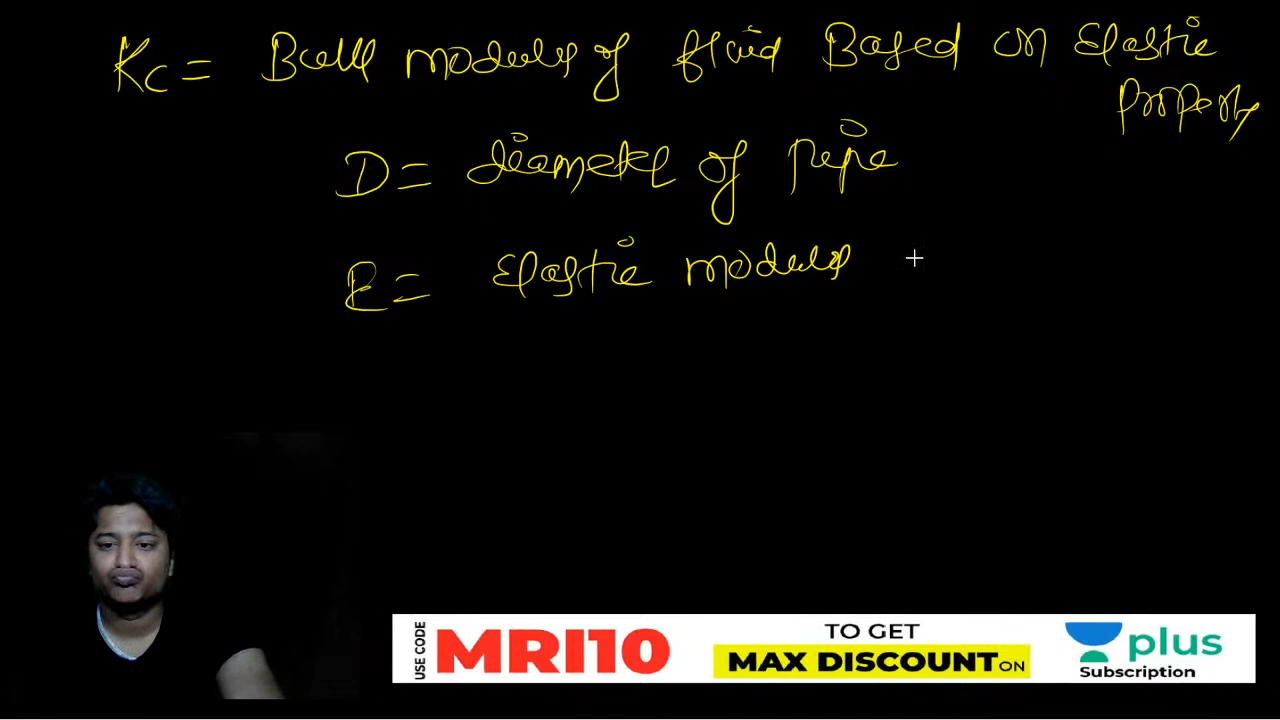 Kc = Bulk modulus of fluid Based on Elastic
property
D = diameter of pipe
E = Elastic modulus
USE CODE
MRI10
TO GET
MAX DISCOUNT ON
plus
Subscription